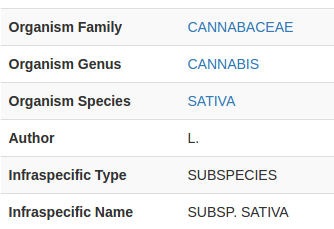 Organism Family CANNABACEAE
Organism Genus CANNABIS
Organism Species SATIVA
Author L.
Infraspecific Type SUBSPECIES
Infraspecific Name SUBSP. SATIVA